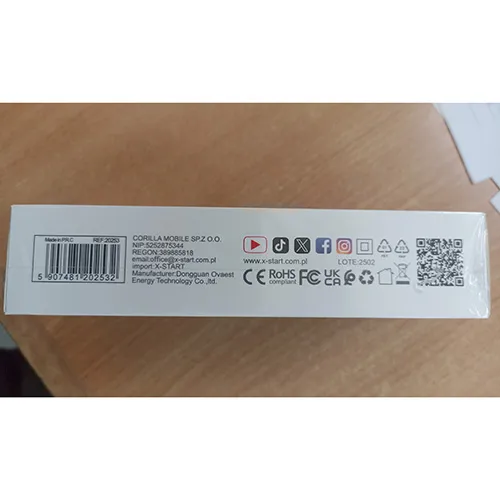 Made in P.R.C REF:20253
5 907481 202532
CORILLA MOBILE SP.Z O.O.
NIP:5252875344
REGON:389885818
email:office@x-start.com.pl
import:X-START
Manufacturer:Dongguan Ovaest
Energy Technology Co.,ltd.
www.x-start.com.pl
LOTE:2502
CE RoHS compliant FC UK CA